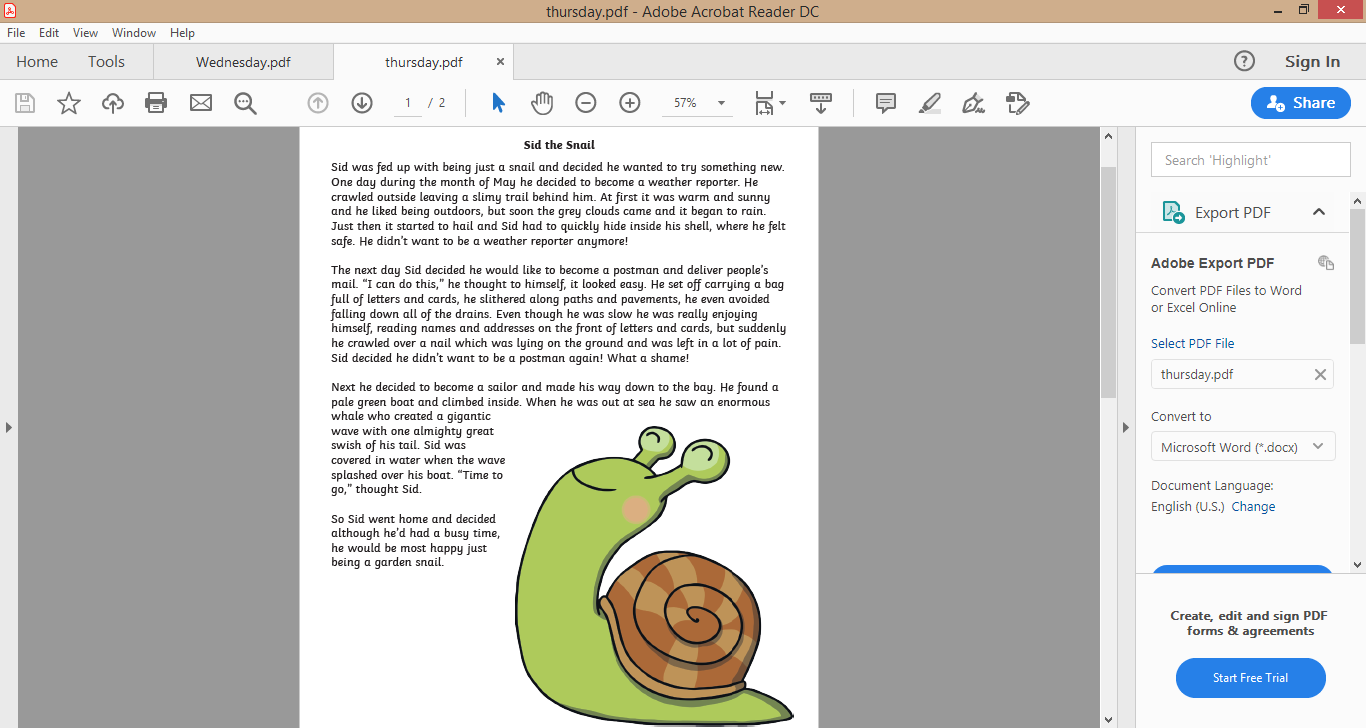 thursday.pdf - Adobe Acrobat Reader DC
File Edit View Window Help
Home Tools Wednesday.pdf thursday.pdf Sign In
1 / 2 57% Share
Sid the Snail
Sid was fed up with being just a snail and decided he wanted to try something new.
One day during the month of May he decided to become a weather reporter. He
crawled outside leaving a slimy trail behind him. At first it was warm and sunny
and he liked being outdoors, but soon the grey clouds came and it began to rain.
Just then it started to hail and Sid had to quickly hide inside his shell, where he felt
safe. He didn't want to be a weather reporter anymore!
The next day Sid decided he would like to become a postman and deliver people's
mail. “I can do this,” he thought to himself, it looked easy. He set off carrying a bag
full of letters and cards, he slithered along paths and pavements, he even avoided
falling down all of the drains. Even though he was slow he was really enjoying
himself, reading names and addresses on the front of letters and cards, but suddenly
he crawled over a nail which was lying on the ground and was left in a lot of pain.
Sid decided he didn't want to be a postman again! What a shame!
Next he decided to become a sailor and made his way down to the bay. He found a
pale green boat and climbed inside. When he was out at sea he saw an enormous
whale who created a gigantic
wave with one almighty great
swish of his tail. Sid was
covered in water when the wave
splashed over his boat. “Time to
go,” thought Sid.
So Sid went home and decided
although he'd had a busy time,
he would be most happy just
being a garden snail.
Search 'Highlight'
Export PDF
Adobe Export PDF
Convert PDF Files to Word
or Excel Online
Select PDF File
thursday.pdf
Convert to
Microsoft Word (*.docx)
Document Language:
English (U.S.) Change
Create, edit and sign PDF
forms & agreements
Start Free Trial